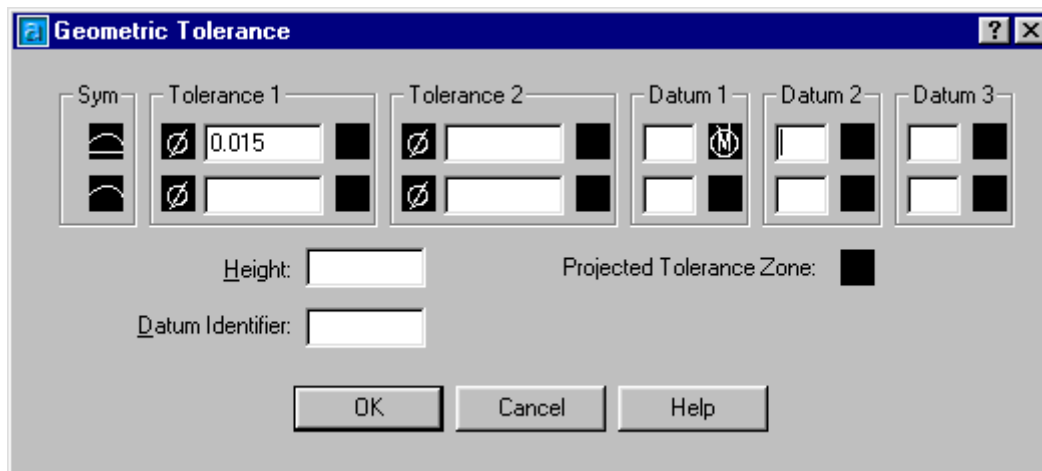 a Geometric Tolerance ? X
Sym Tolerance 1 Tolerance 2 Datum 1 Datum 2 Datum 3
Ø 0.015 Ø Ⓜ
Ø Ø
Height: Projected Tolerance Zone:
Datum Identifier:
OK Cancel Help